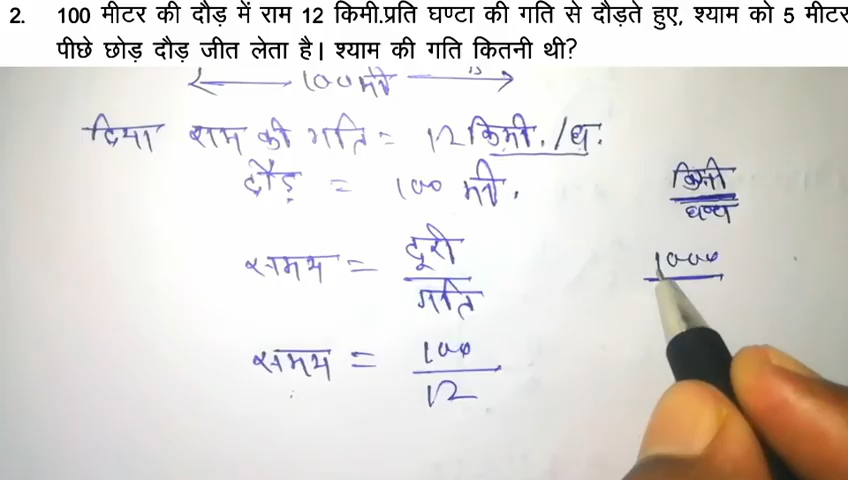 2. 100 मीटर की दौड़ में राम 12 किमी.प्रति घण्टा की गति से दौड़ते हुए, श्याम को 5 मीटर
पीछे छोड़ दौड़ जीत लेता है। श्याम की गति कितनी थी?
100 मी
दिया राम की गति = 12 किमी. / घ.
दौड़ = 100 मी.
किमी
घण्टा
समय = दूरी
गति
1000
समय = 100
12